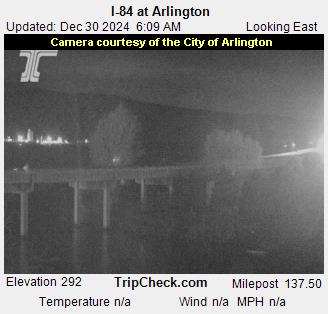 I-84 at Arlington
Updated: Dec 30 2024 6:09 AM Looking East
Camera courtesy of the City of Arlington
Elevation 292 TripCheck.com Milepost 137.50
Temperature n/a Wind n/a MPH n/a